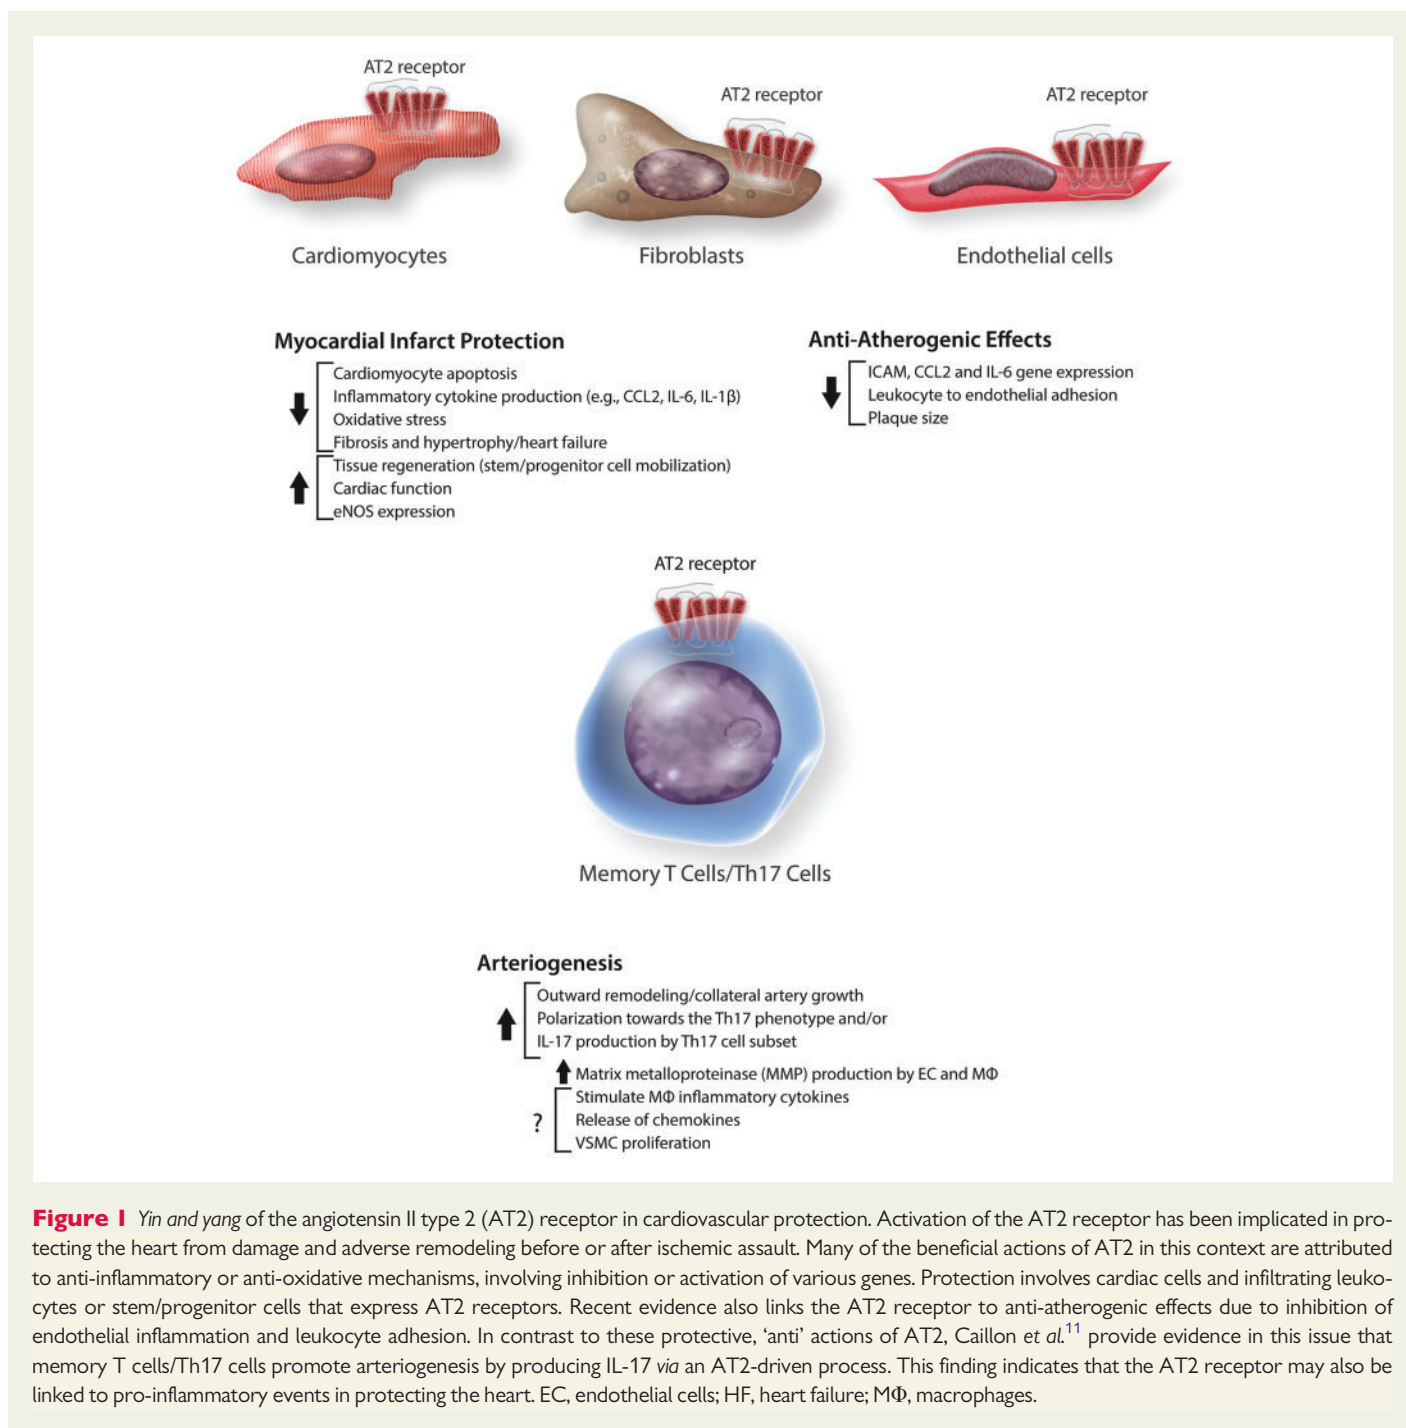 AT2 receptor
AT2 receptor
AT2 receptor
Cardiomyocytes
Fibroblasts
Endothelial cells
Myocardial Infarct Protection
Cardiomyocyte apoptosis
Inflammatory cytokine production (e.g., CCL2, IL-6, IL-1β)
Oxidative stress
Fibrosis and hypertrophy/heart failure
Tissue regeneration (stem/progenitor cell mobilization)
Cardiac function
eNOS expression
Anti-Atherogenic Effects
ICAM, CCL2 and IL-6 gene expression
Leukocyte to endothelial adhesion
Plaque size
AT2 receptor
Memory T Cells/Th17 Cells
Arteriogenesis
Outward remodeling/collateral artery growth
Polarization towards the Th17 phenotype and/or
IL-17 production by Th17 cell subset
Matrix metalloproteinase (MMP) production by EC and MΦ
Stimulate MΦ inflammatory cytokines
? Release of chemokines
VSMC proliferation
Figure 1 Yin and yang of the angiotensin II type 2 (AT2) receptor in cardiovascular protection. Activation of the AT2 receptor has been implicated in pro-
tecting the heart from damage and adverse remodeling before or after ischemic assault. Many of the beneficial actions of AT2 in this context are attributed
to anti-inflammatory or anti-oxidative mechanisms, involving inhibition or activation of various genes. Protection involves cardiac cells and infiltrating leuko-
cytes or stem/progenitor cells that express AT2 receptors. Recent evidence also links the AT2 receptor to anti-atherogenic effects due to inhibition of
endothelial inflammation and leukocyte adhesion. In contrast to these protective, ‘anti’ actions of AT2, Caillon et al.11 provide evidence in this issue that
memory T cells/Th17 cells promote arteriogenesis by producing IL-17 via an AT2-driven process. This finding indicates that the AT2 receptor may also be
linked to pro-inflammatory events in protecting the heart. EC, endothelial cells; HF, heart failure; MΦ, macrophages.